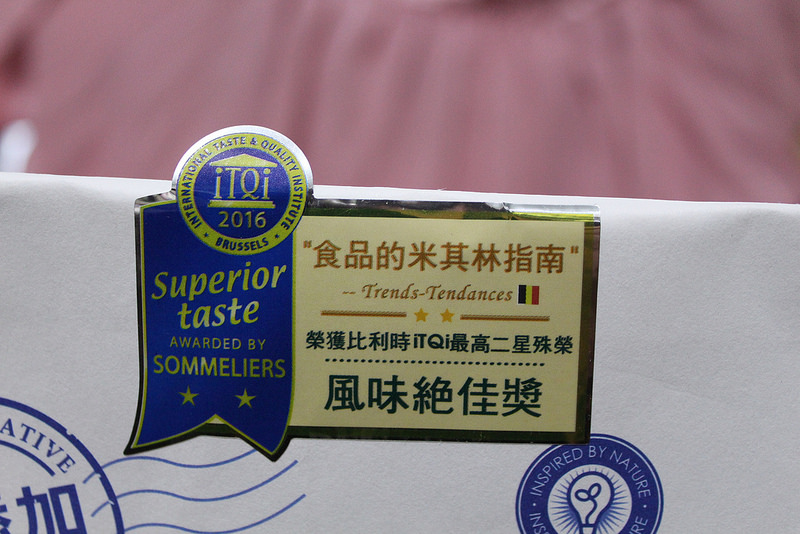 INTERNATIONAL TASTE & QUALITY INSTITUTE
iTQi
2016
• BRUSSELS •
Superior
taste
AWARDED BY
SOMMELIERS
"食品的米其林指南"
-- Trends-Tendances
榮獲比利時iTQi最高二星殊榮
風味絕佳獎
ATIVE
加
INSPIRED BY NATURE